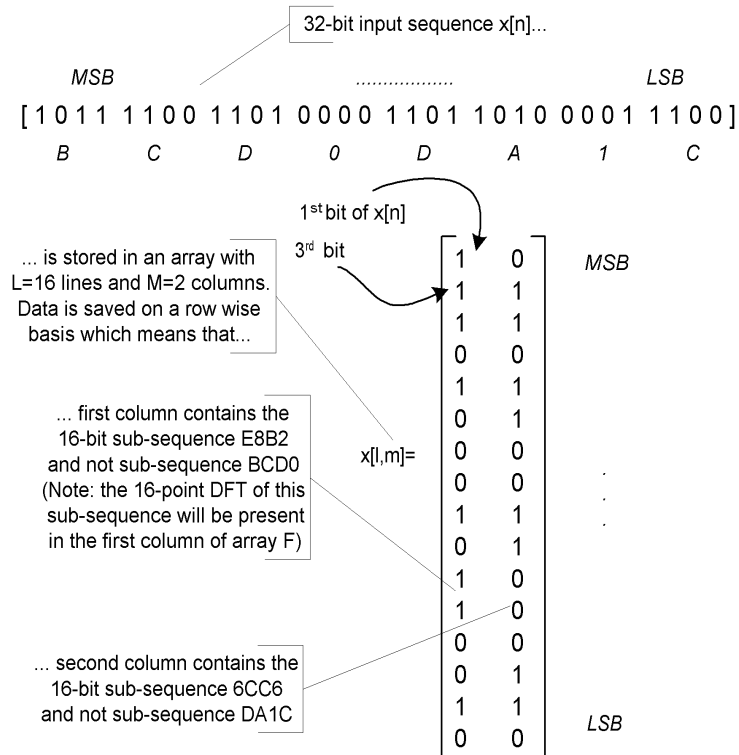 32-bit input sequence x[n]...
MSB .................. LSB
[ 1 0 1 1 1 1 0 0 1 1 0 1 0 0 0 0 1 1 0 1 1 0 1 0 0 0 0 1 1 1 0 0 ]
B C D 0 D A 1 C
1st bit of x[n]
3rd bit
... is stored in an array with
L=16 lines and M=2 columns.
Data is saved on a row wise
basis which means that...
... first column contains the
16-bit sub-sequence E8B2
and not sub-sequence BCD0
(Note: the 16-point DFT of this
sub-sequence will be present
in the first column of array F)
... second column contains the
16-bit sub-sequence 6CC6
and not sub-sequence DA1C
x[l,m]=
1 0
1 1
1 1
0 0
1 1
0 1
0 0
0 0
1 1
0 1
1 0
1 0
0 0
0 1
1 1
0 0
MSB
.
.
.
LSB